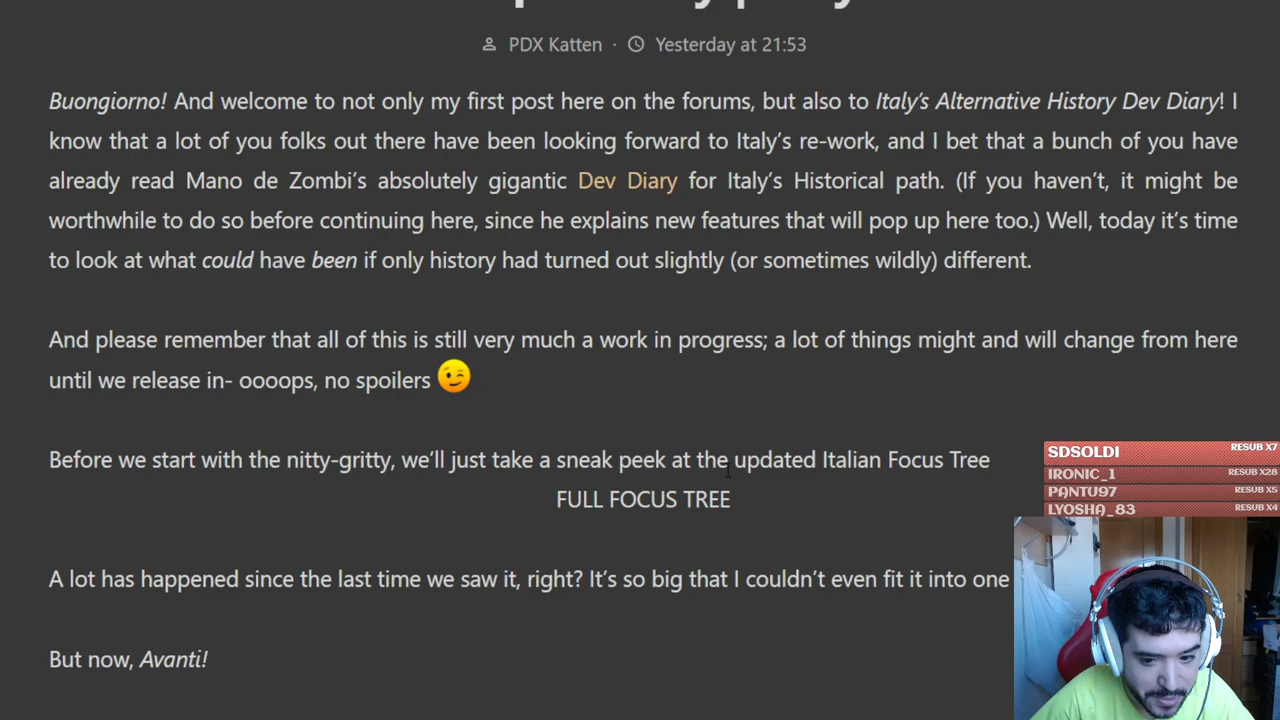 PDX Katten · Yesterday at 21:53
Buongiorno! And welcome to not only my first post here on the forums, but also to Italy's Alternative History Dev Diary! I
know that a lot of you folks out there have been looking forward to Italy's re-work, and I bet that a bunch of you have
already read Mano de Zombi's absolutely gigantic Dev Diary for Italy's Historical path. (If you haven't, it might be
worthwhile to do so before continuing here, since he explains new features that will pop up here too.) Well, today it's time
to look at what could have been if only history had turned out slightly (or sometimes wildly) different.
And please remember that all of this is still very much a work in progress; a lot of things might and will change from here
until we release in- oooops, no spoilers 😉
Before we start with the nitty-gritty, we'll just take a sneak peek at the updated Italian Focus Tree
FULL FOCUS TREE
A lot has happened since the last time we saw it, right? It's so big that I couldn't even fit it into one
But now, Avanti!
SDSOLDI RESUB X7
IRONIC_1 RESUB X28
PANTU97 RESUB X5
LYOSHA_83 RESUB X4